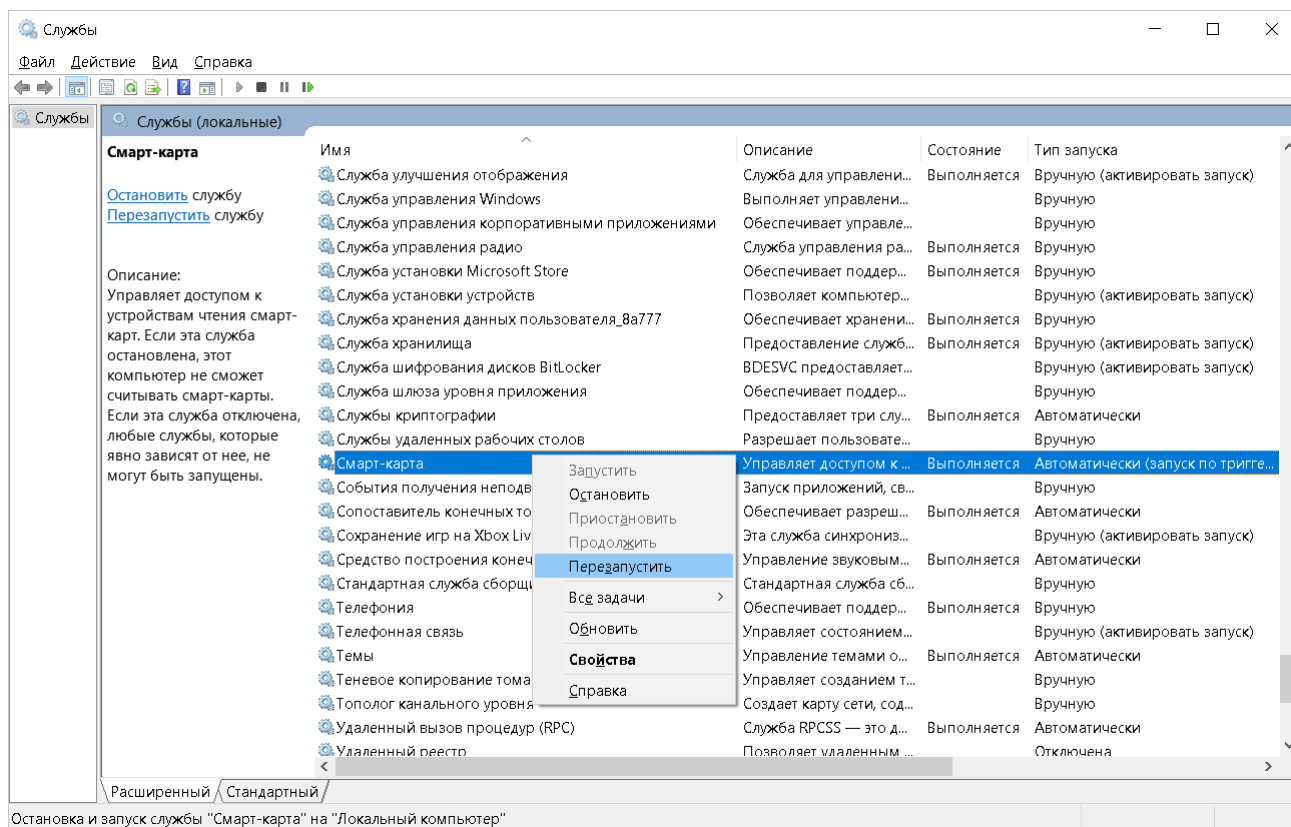 Службы
Файл Действие Вид Справка
Службы
Службы (локальные)
Смарт-карта
Остановить службу
Перезапустить службу
Описание:
Управляет доступом к
устройствам чтения смарт-
карт. Если эта служба
остановлена, этот
компьютер не сможет
считывать смарт-карты.
Если эта служба отключена,
любые службы, которые
явно зависят от нее, не
могут быть запущены.
Имя Описание Состояние Тип запуска
Служба улучшения отображения Служба для управлени... Выполняется Вручную (активировать запуск)
Служба управления Windows Выполняет управлени... Вручную
Служба управления корпоративными приложениями Обеспечивает управле... Вручную
Служба управления радио Служба управления ра... Выполняется Вручную
Служба установки Microsoft Store Обеспечивает поддер... Выполняется Вручную
Служба установки устройств Позволяет компьютер... Вручную (активировать запуск)
Служба хранения данных пользователя_8a777 Обеспечивает хранени... Выполняется Вручную
Служба хранилища Предоставление служб... Выполняется Вручную (активировать запуск)
Служба шифрования дисков BitLocker BDESVC предоставляет... Вручную (активировать запуск)
Служба шлюза уровня приложения Обеспечивает поддер... Вручную
Службы криптографии Предоставляет три слу... Выполняется Автоматически
Службы удаленных рабочих столов Разрешает пользовате... Вручную
Смарт-карта Управляет доступом к ... Выполняется Автоматически (запуск по тригге...
События получения неподв Запуск приложений, св... Вручную
Сопоставитель конечных то Обеспечивает разреш... Выполняется Автоматически
Сохранение игр на Xbox Liv Эта служба синхрониз... Вручную
Средство построения конеч Управление звуковым... Выполняется Автоматически
Стандартная служба сборщи Стандартная служба сб... Вручную
Телефония Обеспечивает поддер... Выполняется Вручную
Телефонная связь Управляет состоянием... Вручную (активировать запуск)
Темы Управление темами о... Выполняется Автоматически
Теневое копирование тома Управляет созданием т... Вручную
Тополог канального уровня Создает карту сети, сод... Вручную
Удаленный вызов процедур (RPC) Служба RPCSS — это д... Выполняется Автоматически
Удаленный реестр Позволяет удаленным ... Отключена
Запустить
Остановить
Приостановить
Продолжить
Перезапустить
Все задачи
Обновить
Свойства
Справка
Расширенный Стандартный
Остановка и запуск службы "Смарт-карта" на "Локальный компьютер"